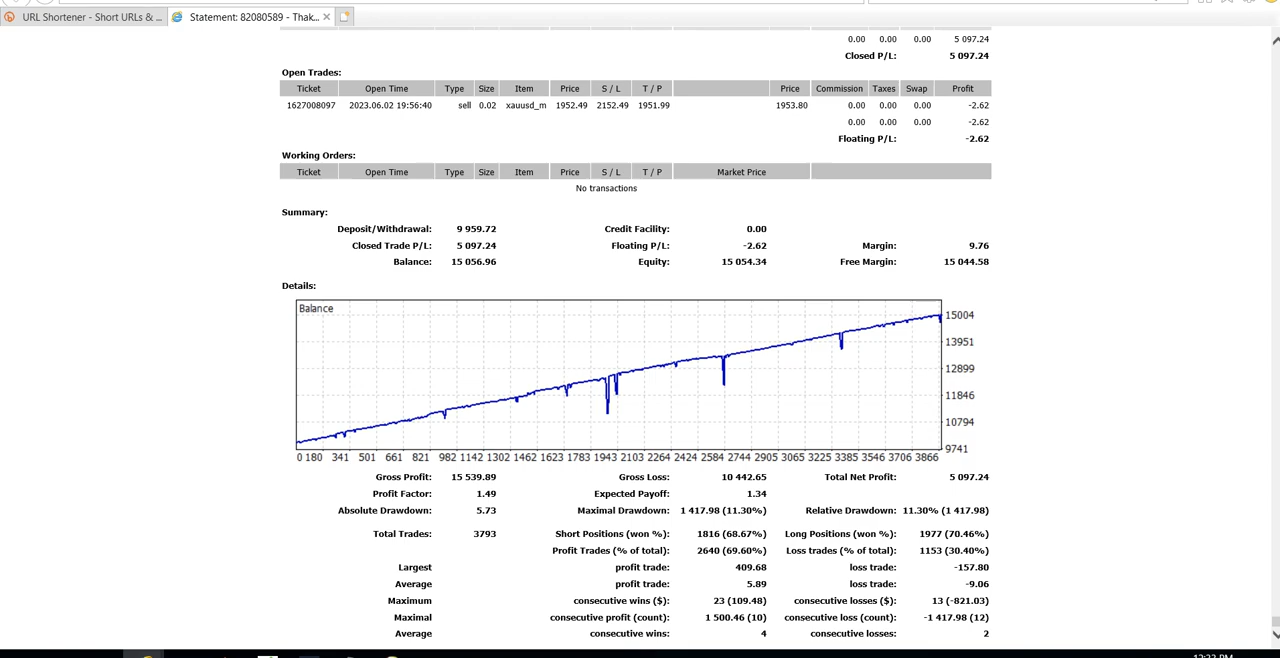 URL Shortener - Short URLs & ... Statement: 82080589 - Thak...
0.00 0.00 0.00 5 097.24
Closed P/L: 5 097.24
Open Trades:
Ticket Open Time Type Size Item Price S / L T / P Price Commission Taxes Swap Profit
1627008097 2023.06.02 19:56:40 sell 0.02 xauusd_m 1952.49 2152.49 1951.99 1953.80 0.00 0.00 0.00 -2.62
0.00 0.00 0.00 -2.62
Floating P/L: -2.62
Working Orders:
Ticket Open Time Type Size Item Price S / L T / P Market Price
No transactions
Summary:
Deposit/Withdrawal: 9 959.72 Credit Facility: 0.00
Closed Trade P/L: 5 097.24 Floating P/L: -2.62 Margin: 9.76
Balance: 15 056.96 Equity: 15 054.34 Free Margin: 15 044.58
Details:
Balance
15004
13951
12899
11846
10794
9741
0 180 341 501 661 821 982 1142 1302 1462 1623 1783 1943 2103 2264 2424 2584 2744 2905 3065 3225 3385 3546 3706 3866
Gross Profit: 15 539.89 Gross Loss: 10 442.65 Total Net Profit: 5 097.24
Profit Factor: 1.49 Expected Payoff: 1.34
Absolute Drawdown: 5.73 Maximal Drawdown: 1 417.98 (11.30%) Relative Drawdown: 11.30% (1 417.98)
Total Trades: 3793 Short Positions (won %): 1816 (68.67%) Long Positions (won %): 1977 (70.46%)
Profit Trades (% of total): 2640 (69.60%) Loss trades (% of total): 1153 (30.40%)
Largest profit trade: 409.68 loss trade: -157.80
Average profit trade: 5.89 loss trade: -9.06
Maximum consecutive wins ($): 23 (109.48) consecutive losses ($): 13 (-821.03)
Maximal consecutive profit (count): 1 500.46 (10) consecutive loss (count): -1 417.98 (12)
Average consecutive wins: 4 consecutive losses: 2